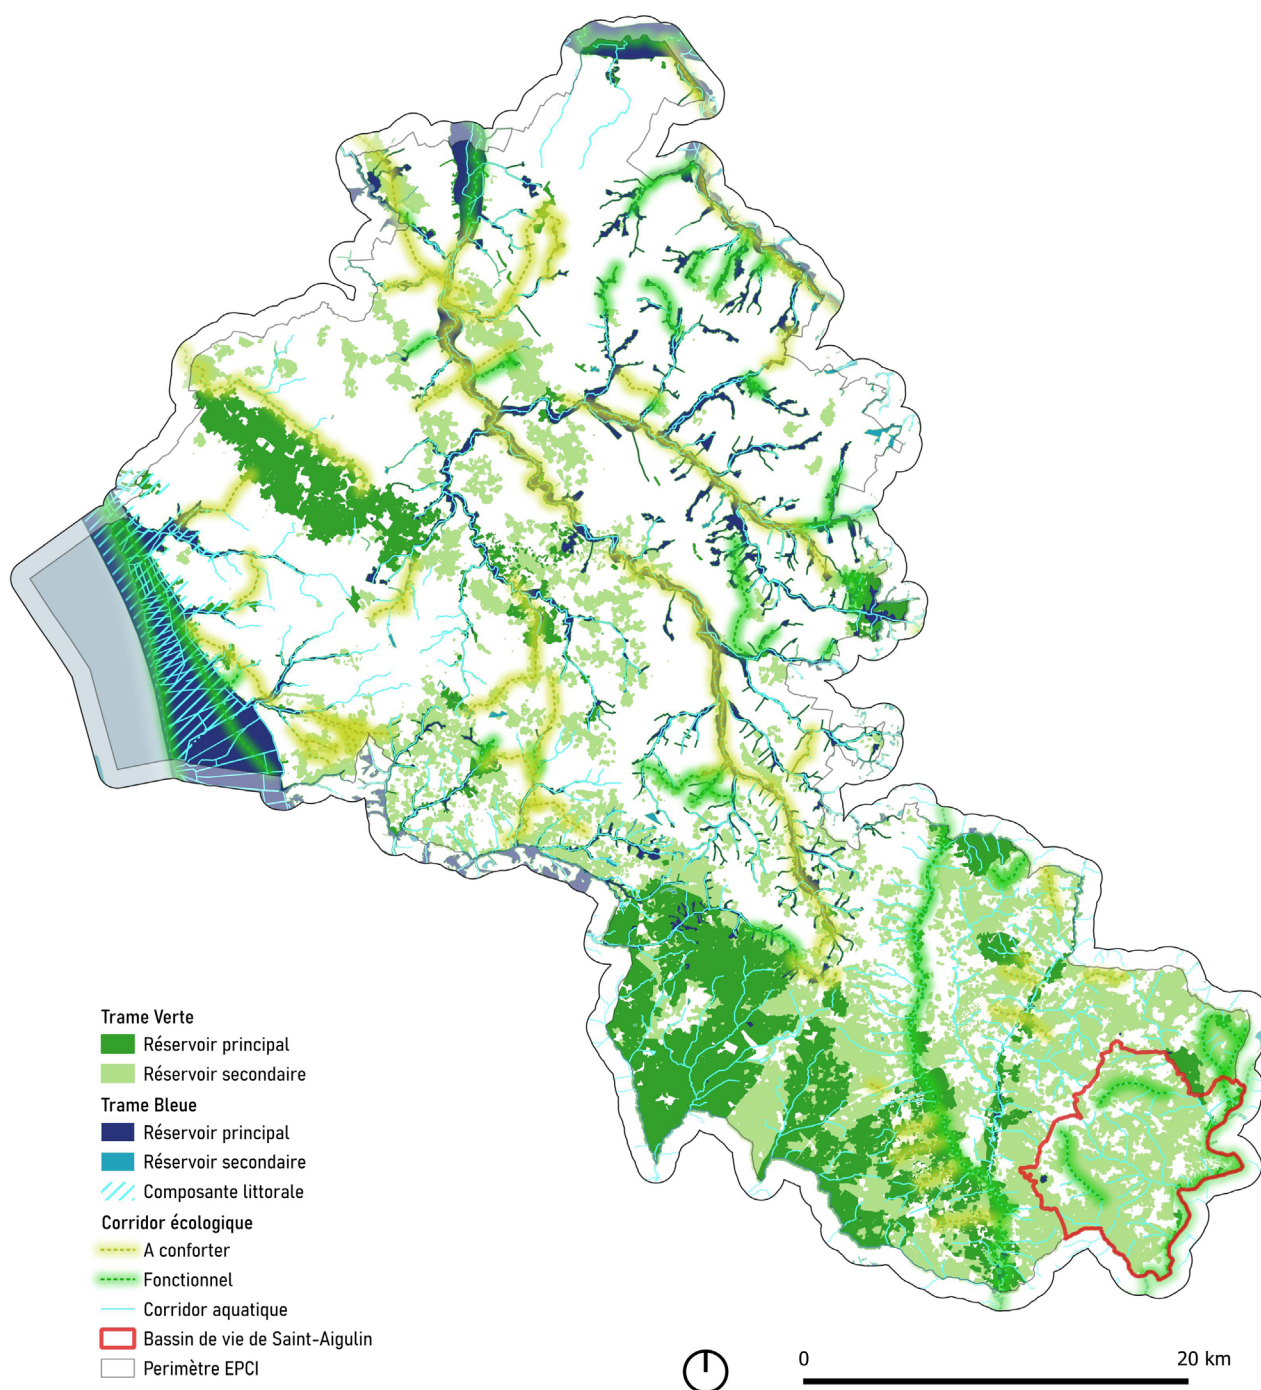 Trame Verte
Réservoir principal
Réservoir secondaire
Trame Bleue
Réservoir principal
Réservoir secondaire
Composante littorale
Corridor écologique
A conforter
Fonctionnel
Corridor aquatique
Bassin de vie de Saint-Aigulin
Perimètre EPCI
0 20 km